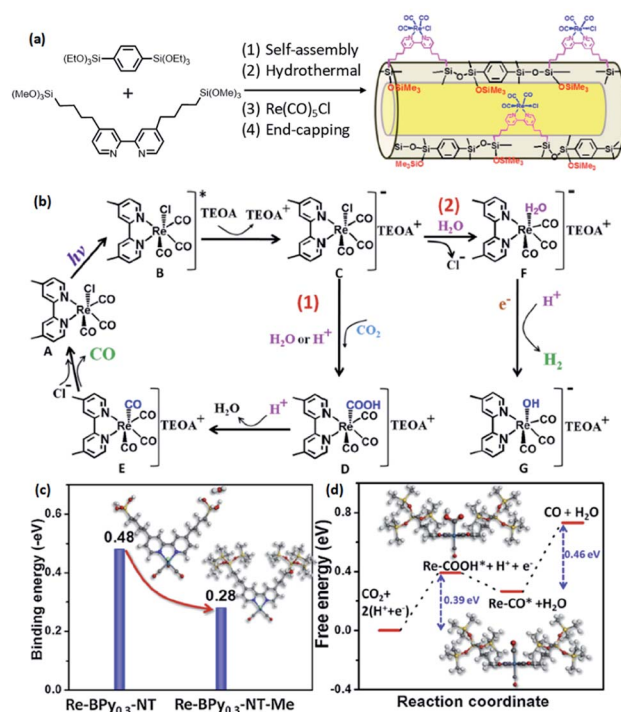 (a)
(EtO)₃Si
Si(OEt)₃
+
(MeO)₃Si
Si(OMe)₃
N
N
(1) Self-assembly
(2) Hydrothermal
(3) Re(CO)₅Cl
(4) End-capping
OSiMe₃
OSiMe₃
OSiMe₃
Me₃SiO
OSiMe₃
OSiMe₃
(b)
hν
A
B
*
TEOA
TEOA⁺
C
TEOA⁺
(2)
H₂O
Cl⁻
F
TEOA⁺
(1)
H₂O or H⁺
CO₂
e⁻
H⁺
H₂
CO
Cl⁻
E
TEOA⁺
H₂O
H⁺
D
COOH
TEOA⁺
G
OH
TEOA⁺
(c)
Binding energy (-eV)
0.6
0.4
0.2
0.0
0.48
0.28
Re-BPy₀.₃-NT
Re-BPy₀.₃-NT-Me
(d)
Free energy (eV)
0.8
0.4
0.0
-0.4
CO₂+
2(H⁺+e⁻)
Re-COOH*+ H⁺+ e⁻
0.39 eV
Re-CO* +H₂O
CO + H₂O
0.46 eV
Reaction coordinate